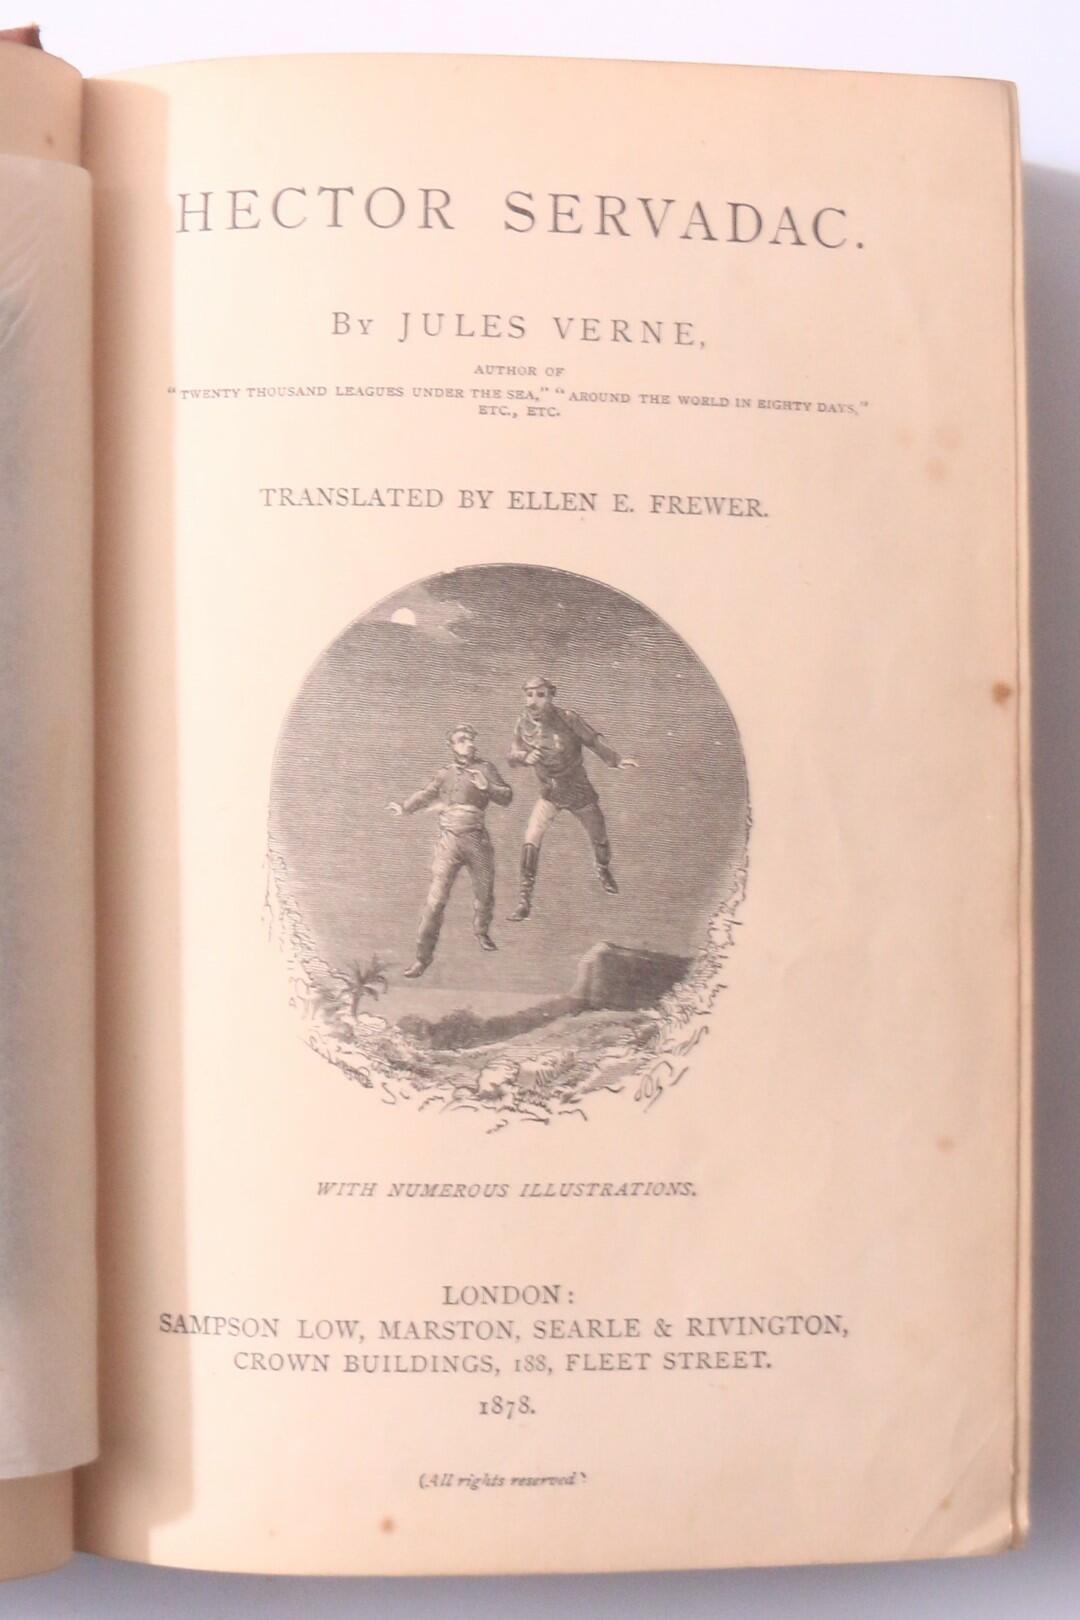 HECTOR SERVADAC.
BY JULES VERNE,
AUTHOR OF
"TWENTY THOUSAND LEAGUES UNDER THE SEA," "AROUND THE WORLD IN EIGHTY DAYS,"
ETC., ETC.
TRANSLATED BY ELLEN E. FREWER.
WITH NUMEROUS ILLUSTRATIONS.
LONDON:
SAMPSON LOW, MARSTON, SEARLE & RIVINGTON,
CROWN BUILDINGS, 188, FLEET STREET.
1878.
(All rights reserved)